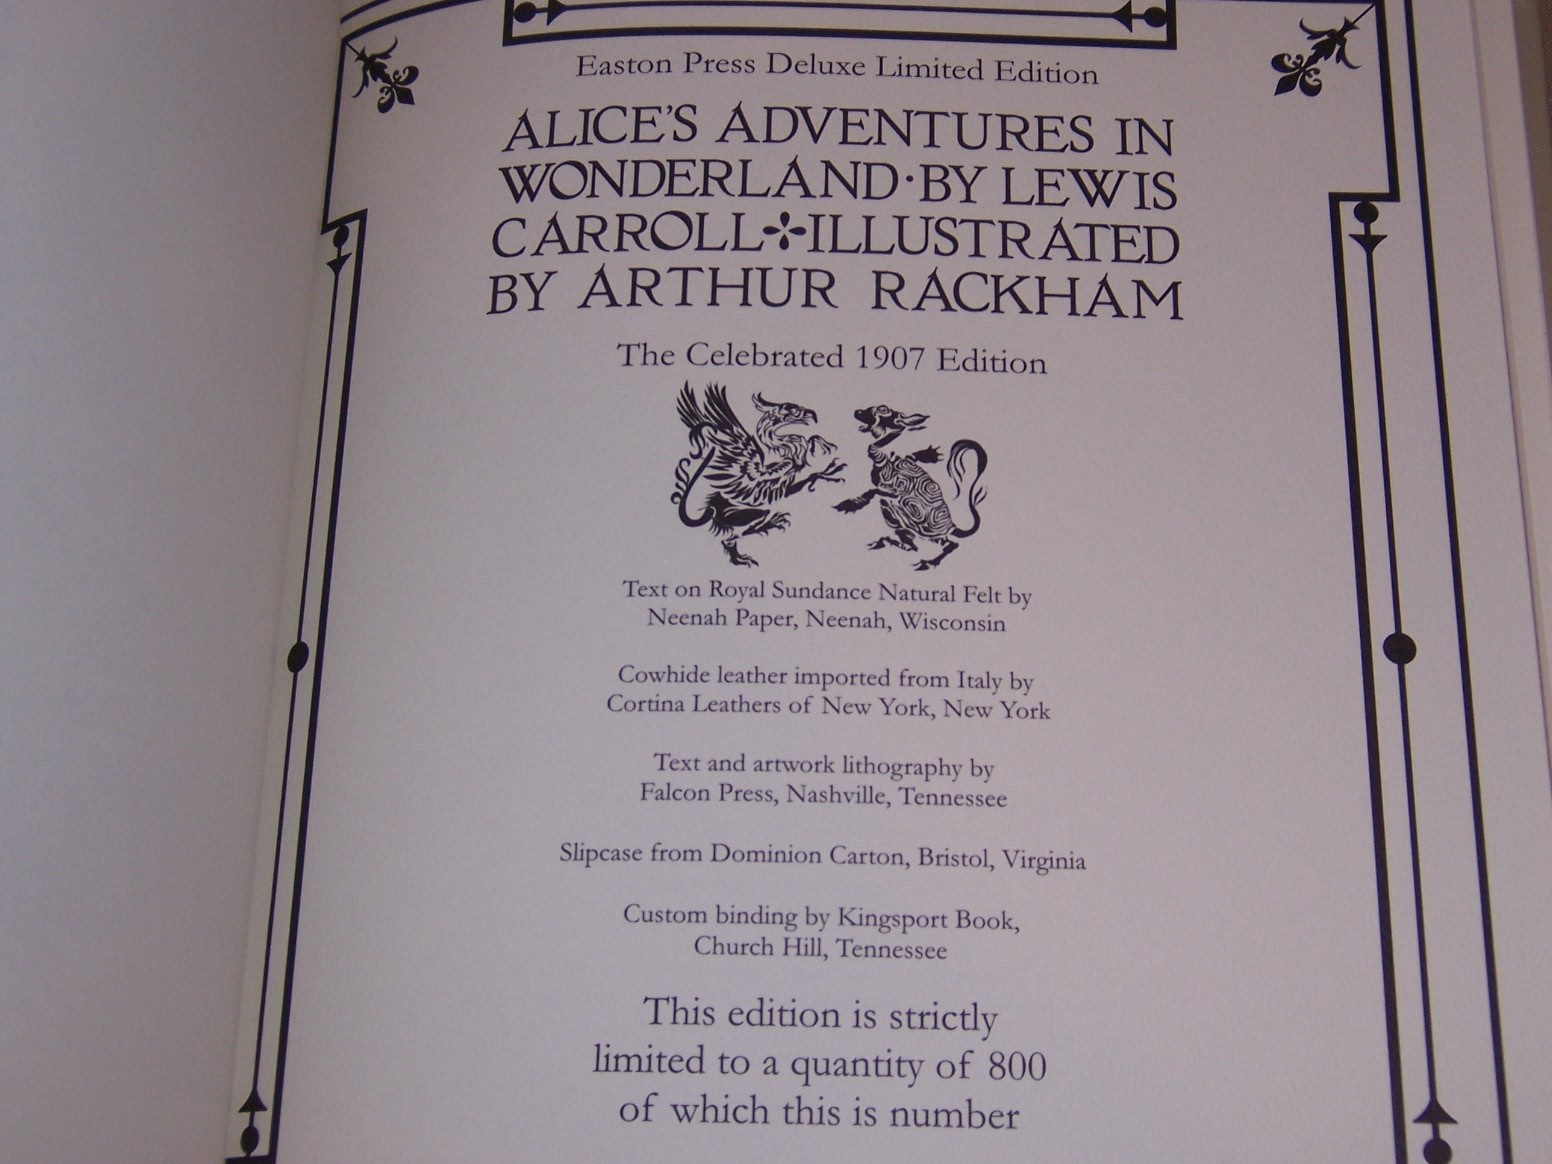 Easton Press Deluxe Limited Edition
ALICE'S ADVENTURES IN
WONDERLAND·BY LEWIS
CARROLL✣ILLUSTRATED
BY ARTHUR RACKHAM
The Celebrated 1907 Edition
Text on Royal Sundance Natural Felt by
Neenah Paper, Neenah, Wisconsin
Cowhide leather imported from Italy by
Cortina Leathers of New York, New York
Text and artwork lithography by
Falcon Press, Nashville, Tennessee
Slipcase from Dominion Carton, Bristol, Virginia
Custom binding by Kingsport Book,
Church Hill, Tennessee
This edition is strictly
limited to a quantity of 800
of which this is number